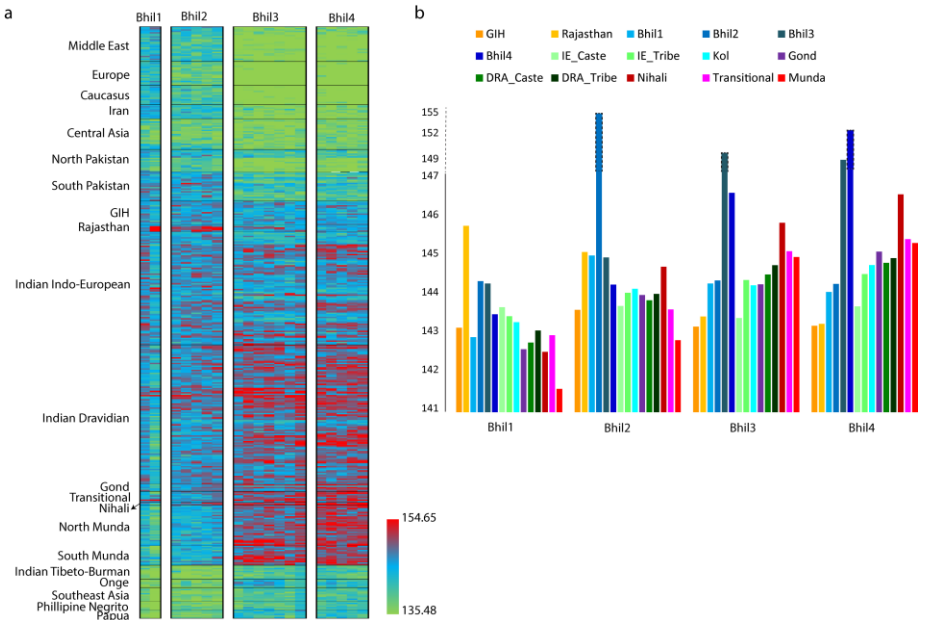 a
Bhil1 Bhil2 Bhil3 Bhil4
Middle East
Europe
Caucasus
Iran
Central Asia
North Pakistan
South Pakistan
GIH
Rajasthan
Indian Indo-European
Indian Dravidian
Gond
Transitional
Nihali
North Munda
South Munda
Indian Tibeto-Burman
Onge
Southeast Asia
Phillipine Negrito
Papua
154.65
135.48
b
GIH Rajasthan Bhil1 Bhil2 Bhil3
Bhil4 IE_Caste IE_Tribe Kol Gond
DRA_Caste DRA_Tribe Nihali Transitional Munda
155
152
149
147
146
145
144
143
142
141
Bhil1 Bhil2 Bhil3 Bhil4